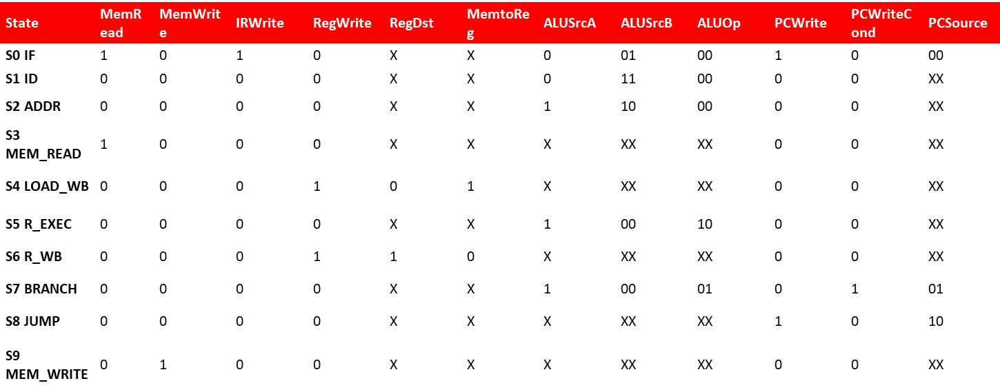 State MemR MemWrit IRWrite RegWrite RegDst MemtoRe ALUSrcA ALUSrcB ALUOp PCWrite PCWriteC PCSource
ead e g ond
S0 IF 1 0 1 0 X X 0 01 00 1 0 00
S1 ID 0 0 0 0 X X 0 11 00 0 0 XX
S2 ADDR 0 0 0 0 X X 1 10 00 0 0 XX
S3
MEM_READ 1 0 0 0 X X X XX XX 0 0 XX
S4 LOAD_WB 0 0 0 1 0 1 X XX XX 0 0 XX
S5 R_EXEC 0 0 0 0 X X 1 00 10 0 0 XX
S6 R_WB 0 0 0 1 1 0 X XX XX 0 0 XX
S7 BRANCH 0 0 0 0 X X 1 00 01 0 1 01
S8 JUMP 0 0 0 0 X X X XX XX 1 0 10
S9
MEM_WRITE 0 1 0 0 X X X XX XX 0 0 XX